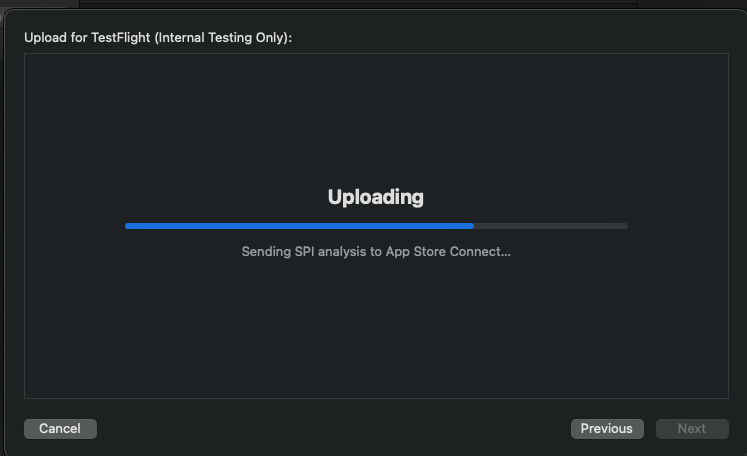 Upload for TestFlight (Internal Testing Only):
Uploading
Sending SPI analysis to App Store Connect...
Cancel
Previous
Next